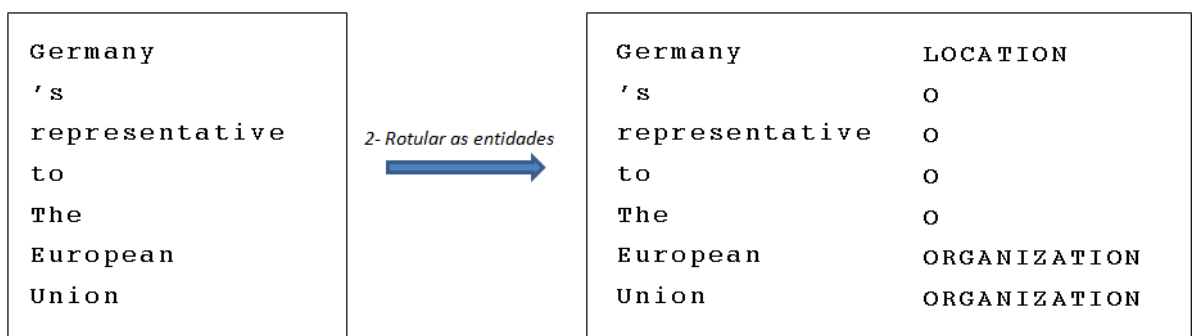 Germany
's
representative
to
The
European
Union
2- Rotular as entidades
Germany LOCATION
's O
representative O
to O
The O
European ORGANIZATION
Union ORGANIZATION